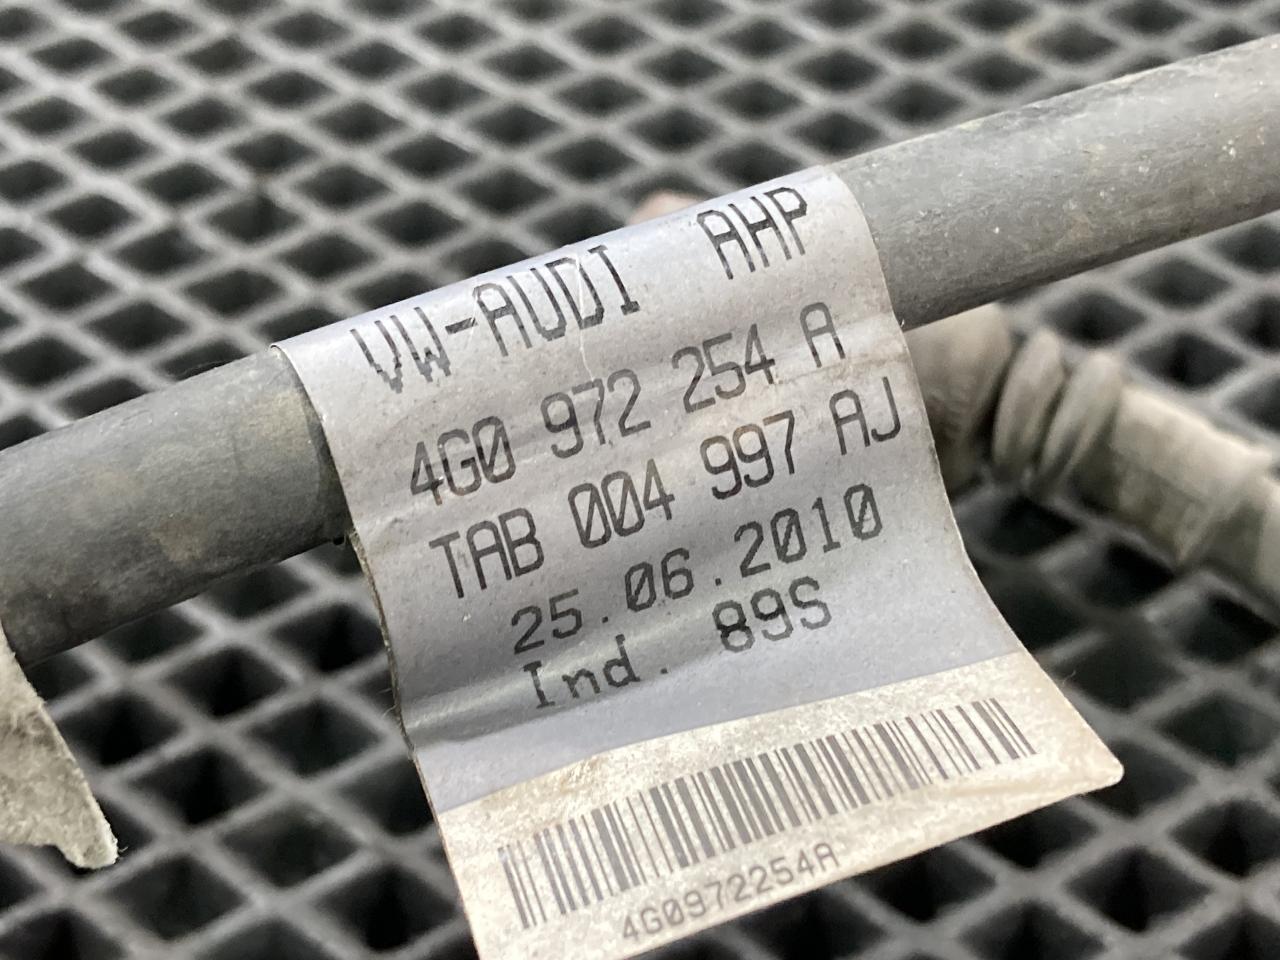 VW-AUDI AHP
4G0 972 254 A
TAB 004 997 AJ
25.06.2010
Ind. 89S
4G0972254A